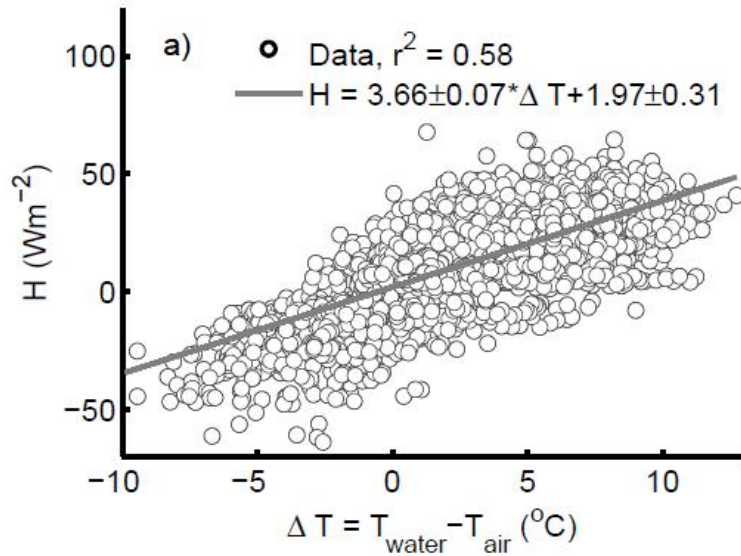 a)
Data, r² = 0.58
H = 3.66±0.07*Δ T+1.97±0.31
H (Wm⁻²)
100
50
0
−50
−10 −5 0 5 10
Δ T = T_water−T_air (°C)